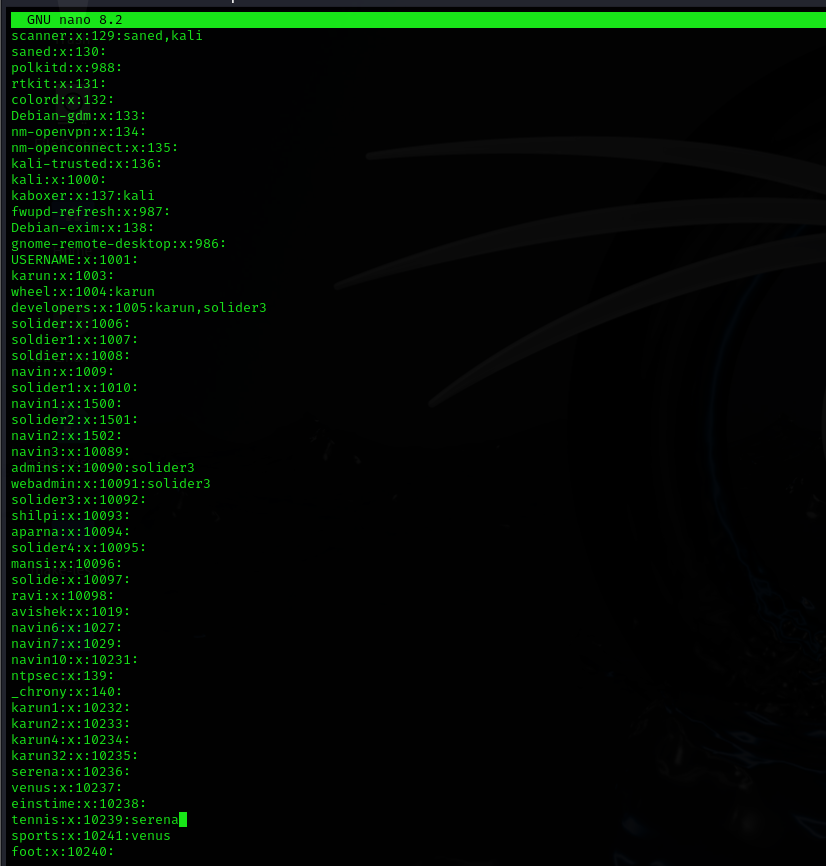 GNU nano 8.2
scanner:x:129:saned,kali
saned:x:130:
polkitd:x:988:
rtkit:x:131:
colord:x:132:
Debian-gdm:x:133:
nm-openvpn:x:134:
nm-openconnect:x:135:
kali-trusted:x:136:
kali:x:1000:
kaboxer:x:137:kali
fwupd-refresh:x:987:
Debian-exim:x:138:
gnome-remote-desktop:x:986:
USERNAME:x:1001:
karun:x:1003:
wheel:x:1004:karun
developers:x:1005:karun,solider3
solider:x:1006:
soldier1:x:1007:
soldier:x:1008:
navin:x:1009:
solider1:x:1010:
navin1:x:1500:
solider2:x:1501:
navin2:x:1502:
navin3:x:10089:
admins:x:10090:solider3
webadmin:x:10091:solider3
solider3:x:10092:
shilpi:x:10093:
aparna:x:10094:
solider4:x:10095:
mansi:x:10096:
solide:x:10097:
ravi:x:10098:
avishek:x:1019:
navin6:x:1027:
navin7:x:1029:
navin10:x:10231:
ntpsec:x:139:
_chrony:x:140:
karun1:x:10232:
karun2:x:10233:
karun4:x:10234:
karun32:x:10235:
serena:x:10236:
venus:x:10237:
einstime:x:10238:
tennis:x:10239:serena
sports:x:10241:venus
foot:x:10240: